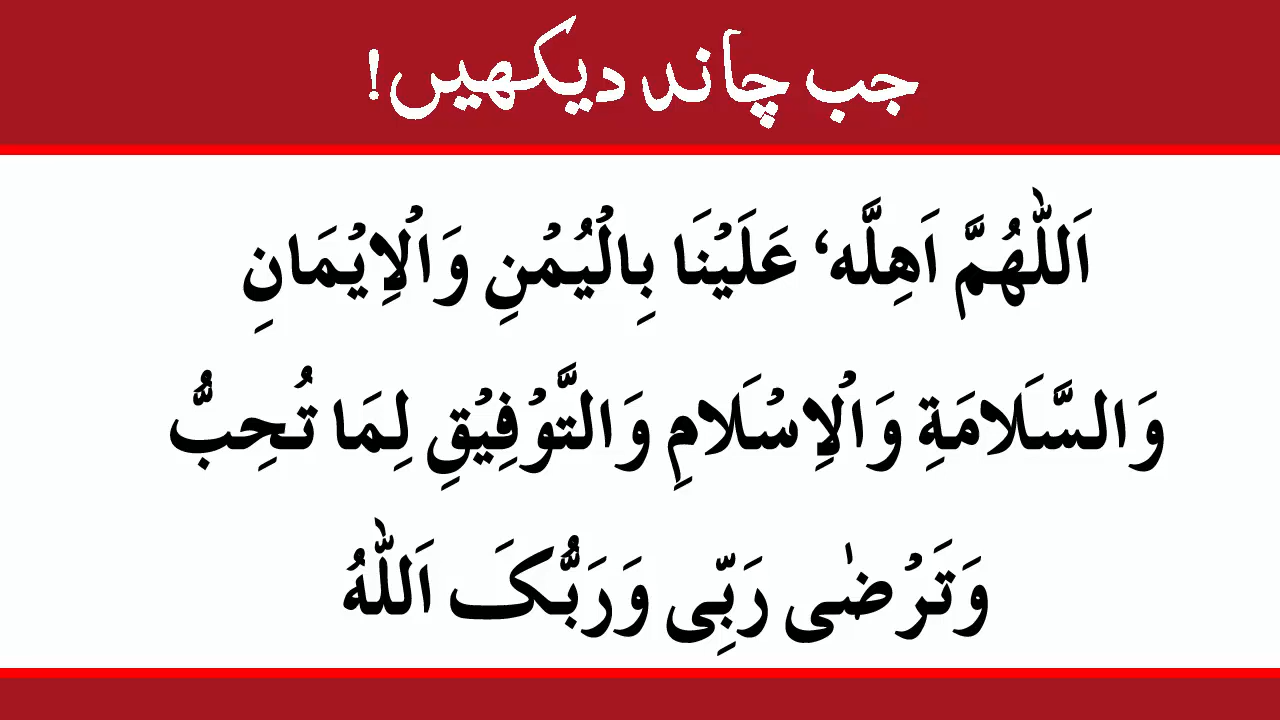 جب چاند دیکھیں!
اَللّٰهُمَّ اَهِلَّه‘ عَلَیْنَا بِالْیُمْنِ وَالْاِیْمَانِ
وَالسَّلَامَةِ وَالْاِسْلَامِ وَالتَّوْفِیْقِ لِمَا تُحِبُّ
وَتَرْضٰی رَبِّی وَرَبُّکَ اَللّٰهُ